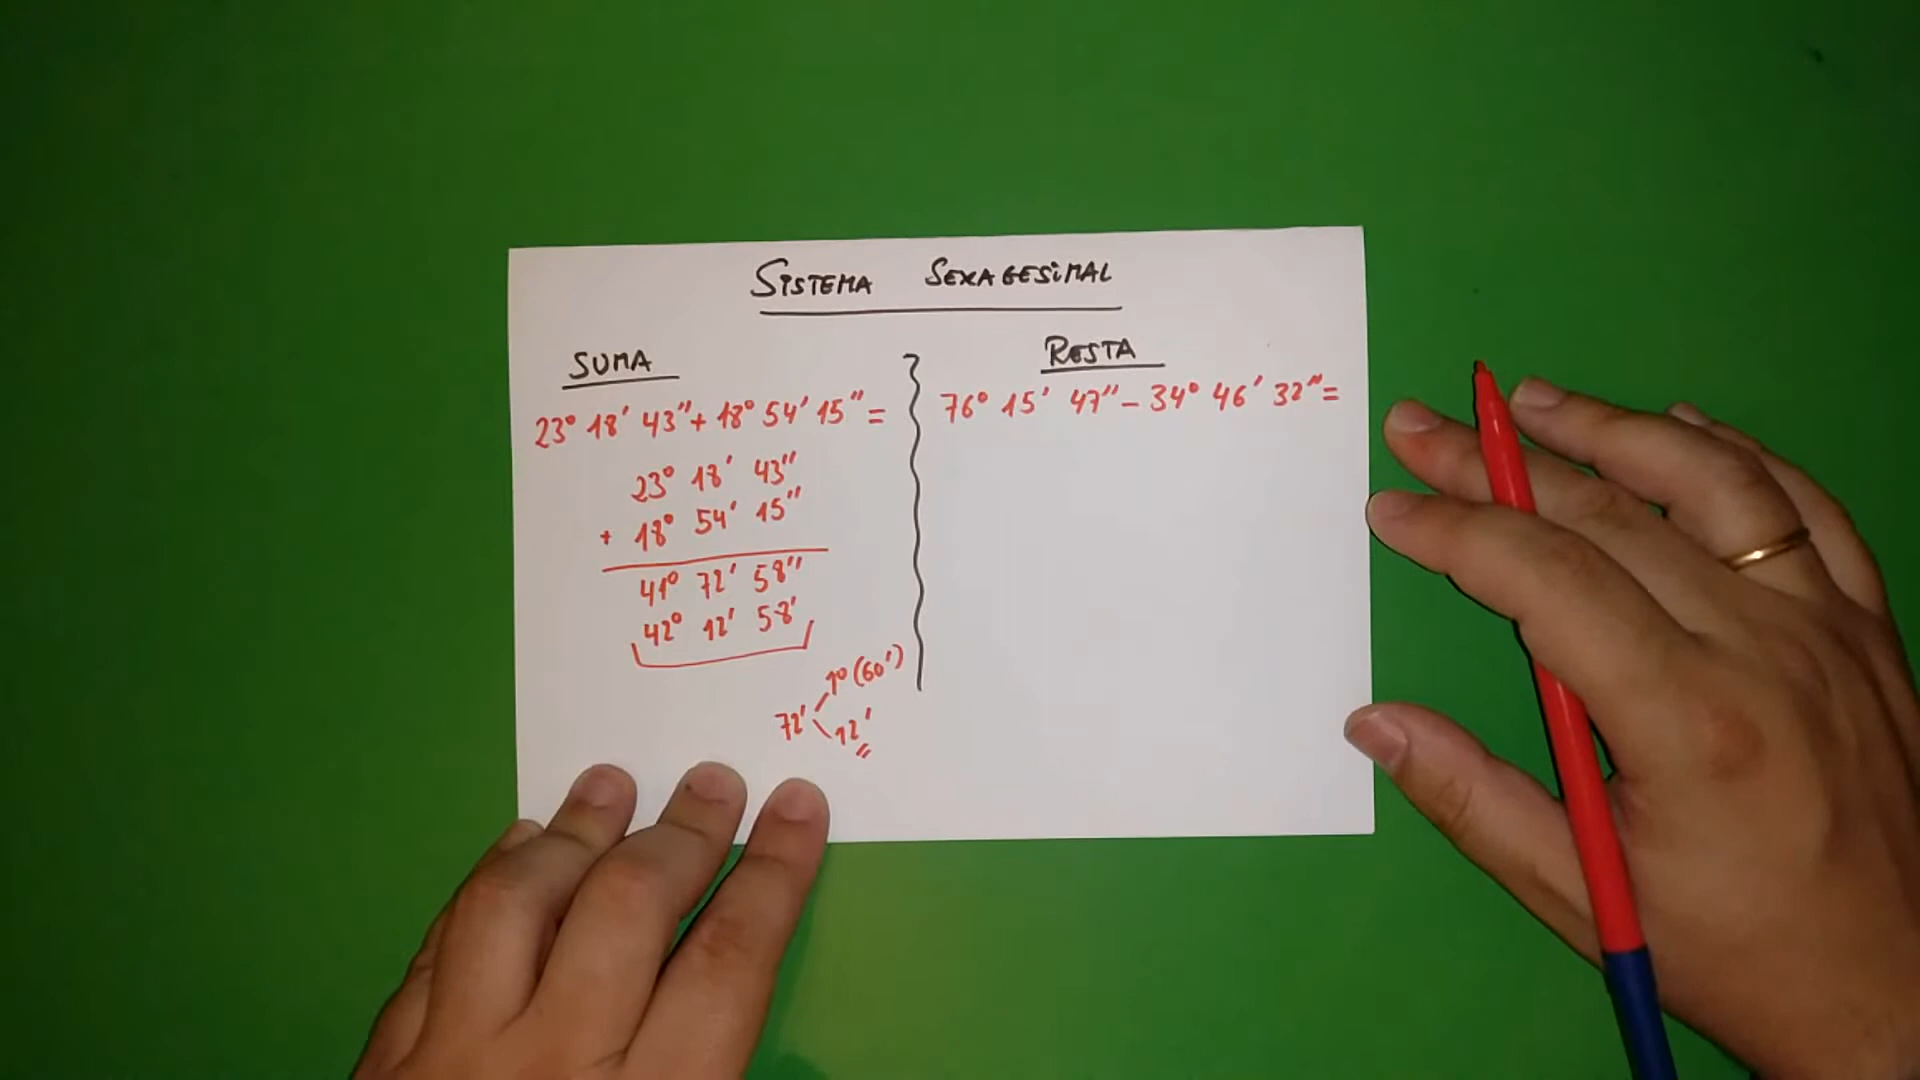 SISTEMA SEXAGESIMAL
SUMA
23° 18' 43" + 18° 54' 15" =
23° 18' 43"
+ 18° 54' 15"
41° 72' 58"
42° 12' 58'
72'
1° (60')
12'
RESTA
76° 15' 47" - 34° 46' 32" =